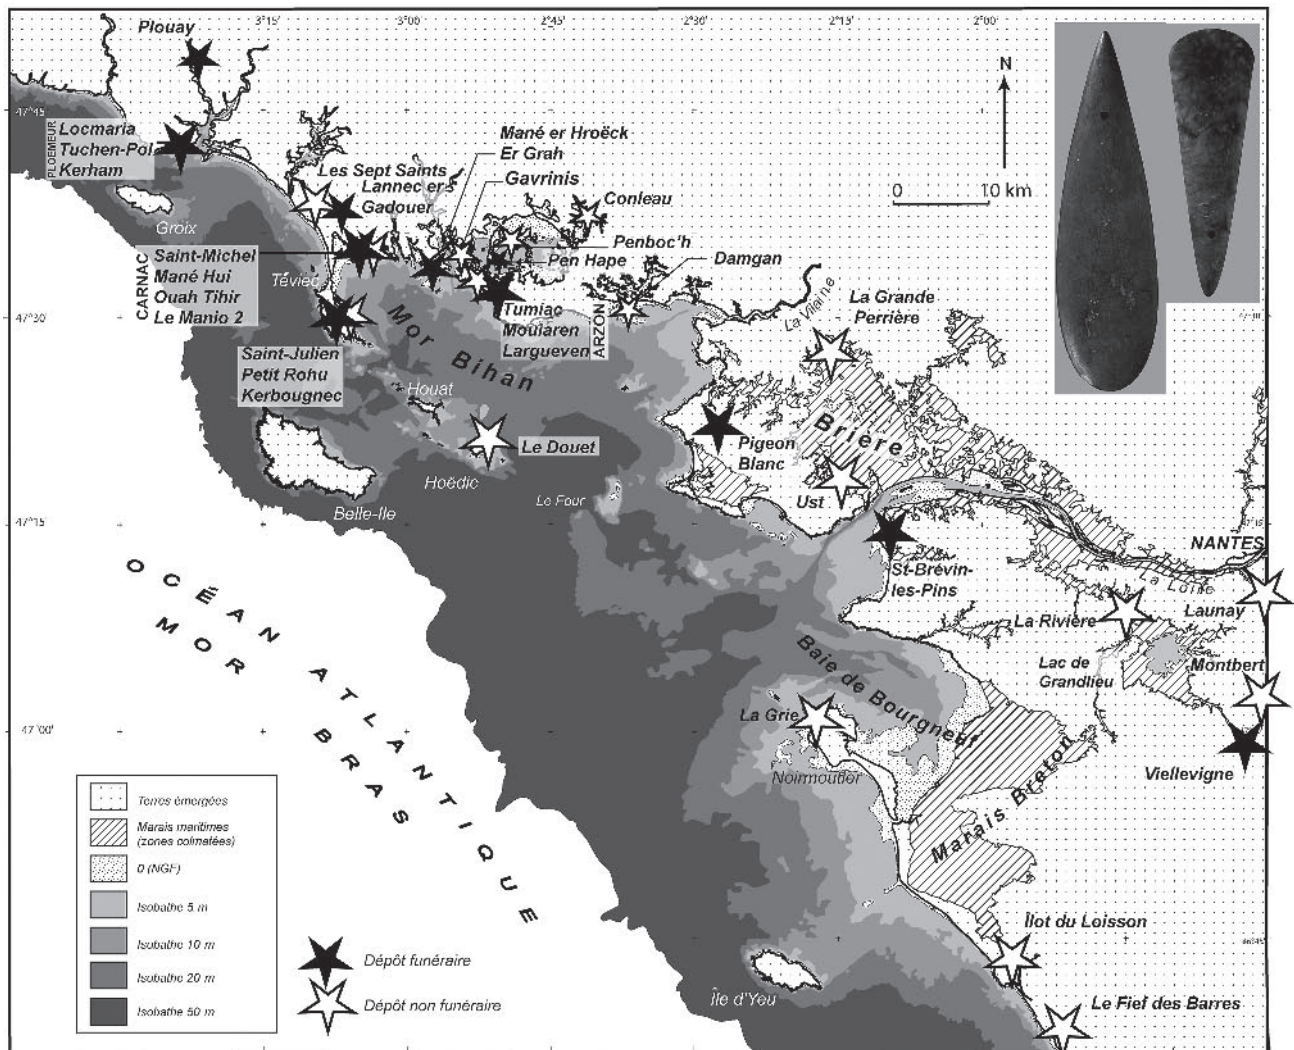 3°15'
3°00'
2°45'
2°30'
2°15'
2°00'
Plouay
N
47°45'
PLOEMEUR
Locmaria
Tuchen-Pol
Kerham
Mané er Hroëck
Er Grah
Gavrinis
Les Sept Saints
Lannec er
Gadouer
Conleau
0 10 km
Groix
Penboc'h
Pen Hape
Damgan
CARNAC
Saint-Michel
Mané Hui
Ouah Tihir
Le Manio 2
Téviec
La Vilaine
La Grande
Perrière
47°30'
Mor Bihan
Tumiac
Mouiaren
Largueven
ARZON
Saint-Julien
Petit Rohu
Kerbougnec
Houat
Brière
Pigeon
Blanc
Le Douet
Hoëdic
Ust
Le Four
Belle-Ile
47°15'
NANTES
St-Brévin-
les-Pins
La Loire
Launay
OCÉAN ATLANTIQUE
MOR BRAS
La Rivière
Lac de
Grandlieu
Montbert
Baie de Bourgneuf
La Grie
47°00'
Noirmoutier
Viellevigne
Marais Breton
Terres émergées
Marais maritimes
(zones colmatées)
0 (NGF)
Isobathe 5 m
Isobathe 10 m
Isobathe 20 m
Isobathe 50 m
Dépôt funéraire
Dépôt non funéraire
Îlot du Loisson
Île d'Yeu
Le Fief des Barres